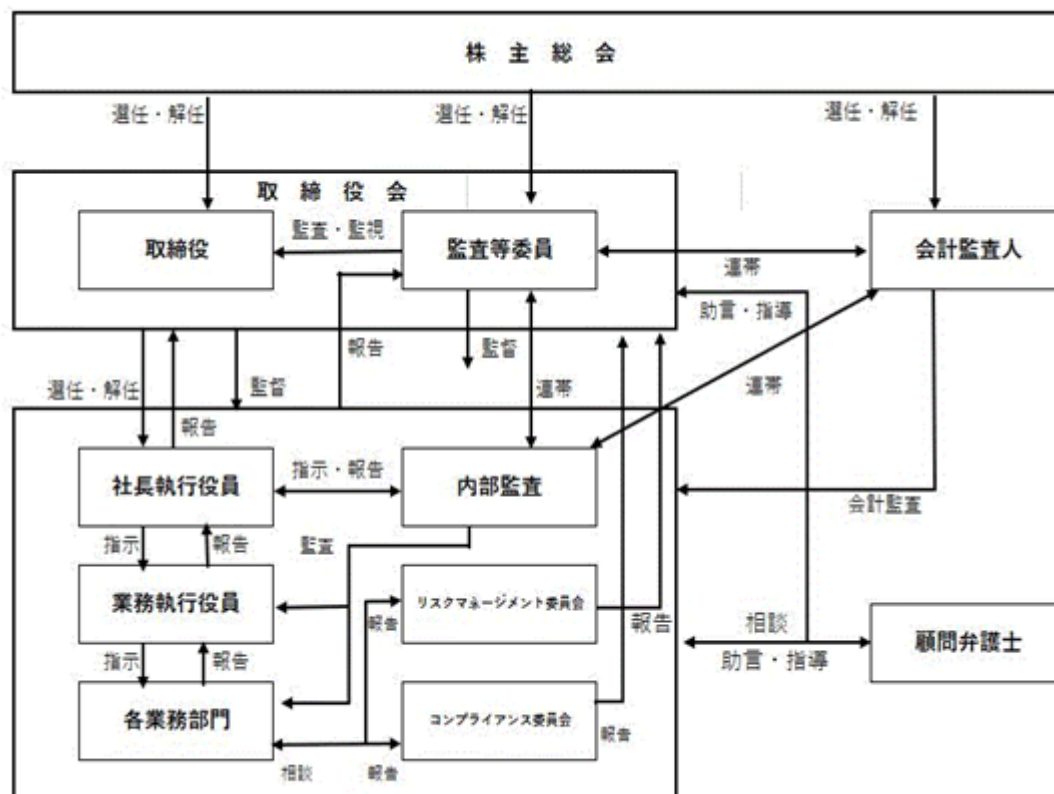 株 主 総 会
選任・解任
選任・解任
選任・解任
取 締 役 会
取締役
監査・監視
監査等委員
連帯
会計監査人
助言・指導
選任・解任
報告
監督
報告
監督
連帯
連帯
社長執行役員
指示・報告
内部監査
会計監査
指示
報告
監査
業務執行役員
リスクマネージメント委員会
報告
報告
相談
助言・指導
顧問弁護士
指示
報告
各業務部門
コンプライアンス委員会
報告
相談
報告